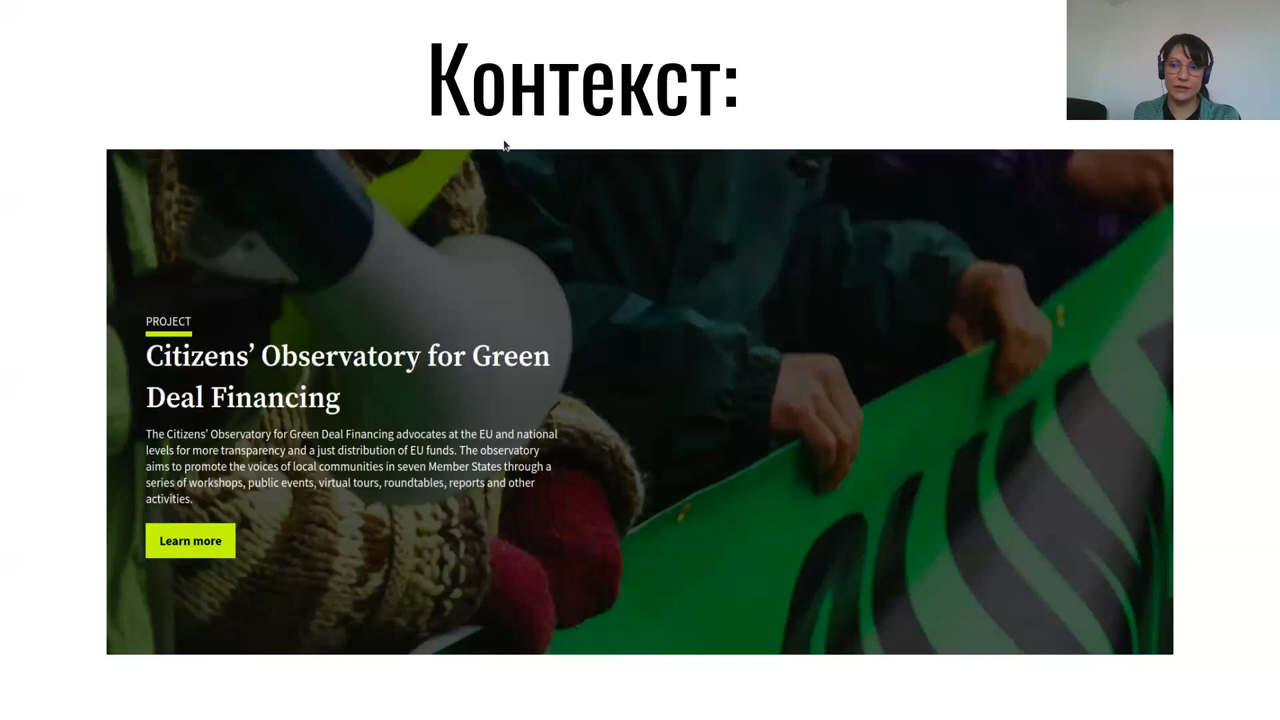 Контекст:
PROJECT
Citizens’ Observatory for Green
Deal Financing
The Citizens’ Observatory for Green Deal Financing advocates at the EU and national
levels for more transparency and a just distribution of EU funds. The observatory
aims to promote the voices of local communities in seven Member States through a
series of workshops, public events, virtual tours, roundtables, reports and other
activities.
Learn more